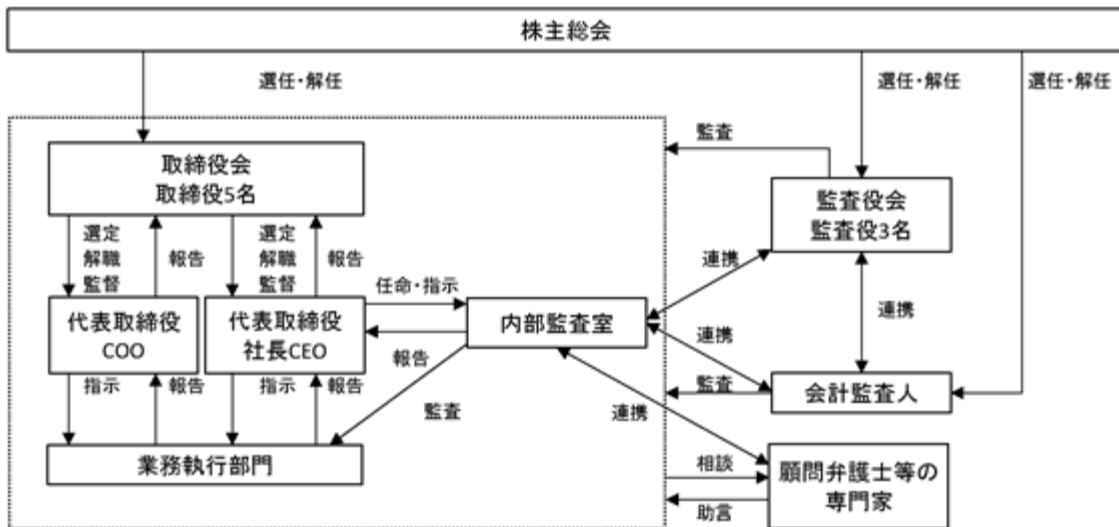 株主総会
選任・解任
選任・解任
選任・解任
監査
取締役会
取締役5名
監査役会
監査役3名
選定
解職
監督
報告
選定
解職
監督
報告
連携
任命・指示
代表取締役
COO
代表取締役
社長CEO
内部監査室
連携
連携
報告
指示
報告
指示
報告
監査
会計監査人
監査
連携
業務執行部門
相談
顧問弁護士等の
専門家
助言